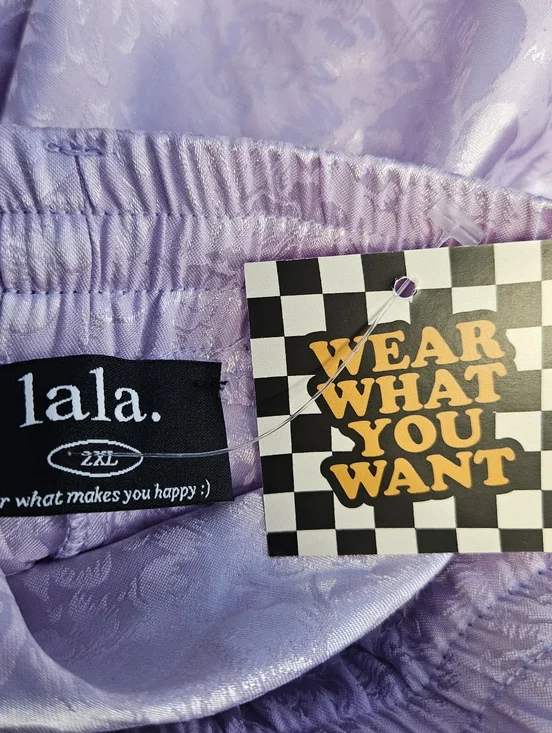 lala.
2XL
r what makes you happy :)
WEAR
WHAT
YOU
WANT